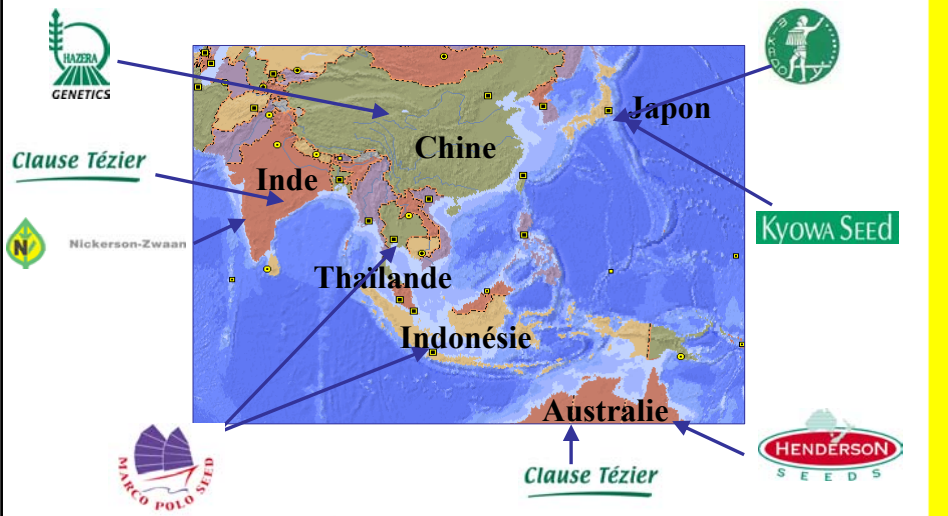 HAZERA
GENETICS
MIKADO
Japon
Chine
Clause Tézier
Inde
Kyowa Seed
N
Nickerson-Zwaan
Thaïlande
Indonésie
Australie
MARCO POLO SEED
Clause Tézier
HENDERSON
SEEDS